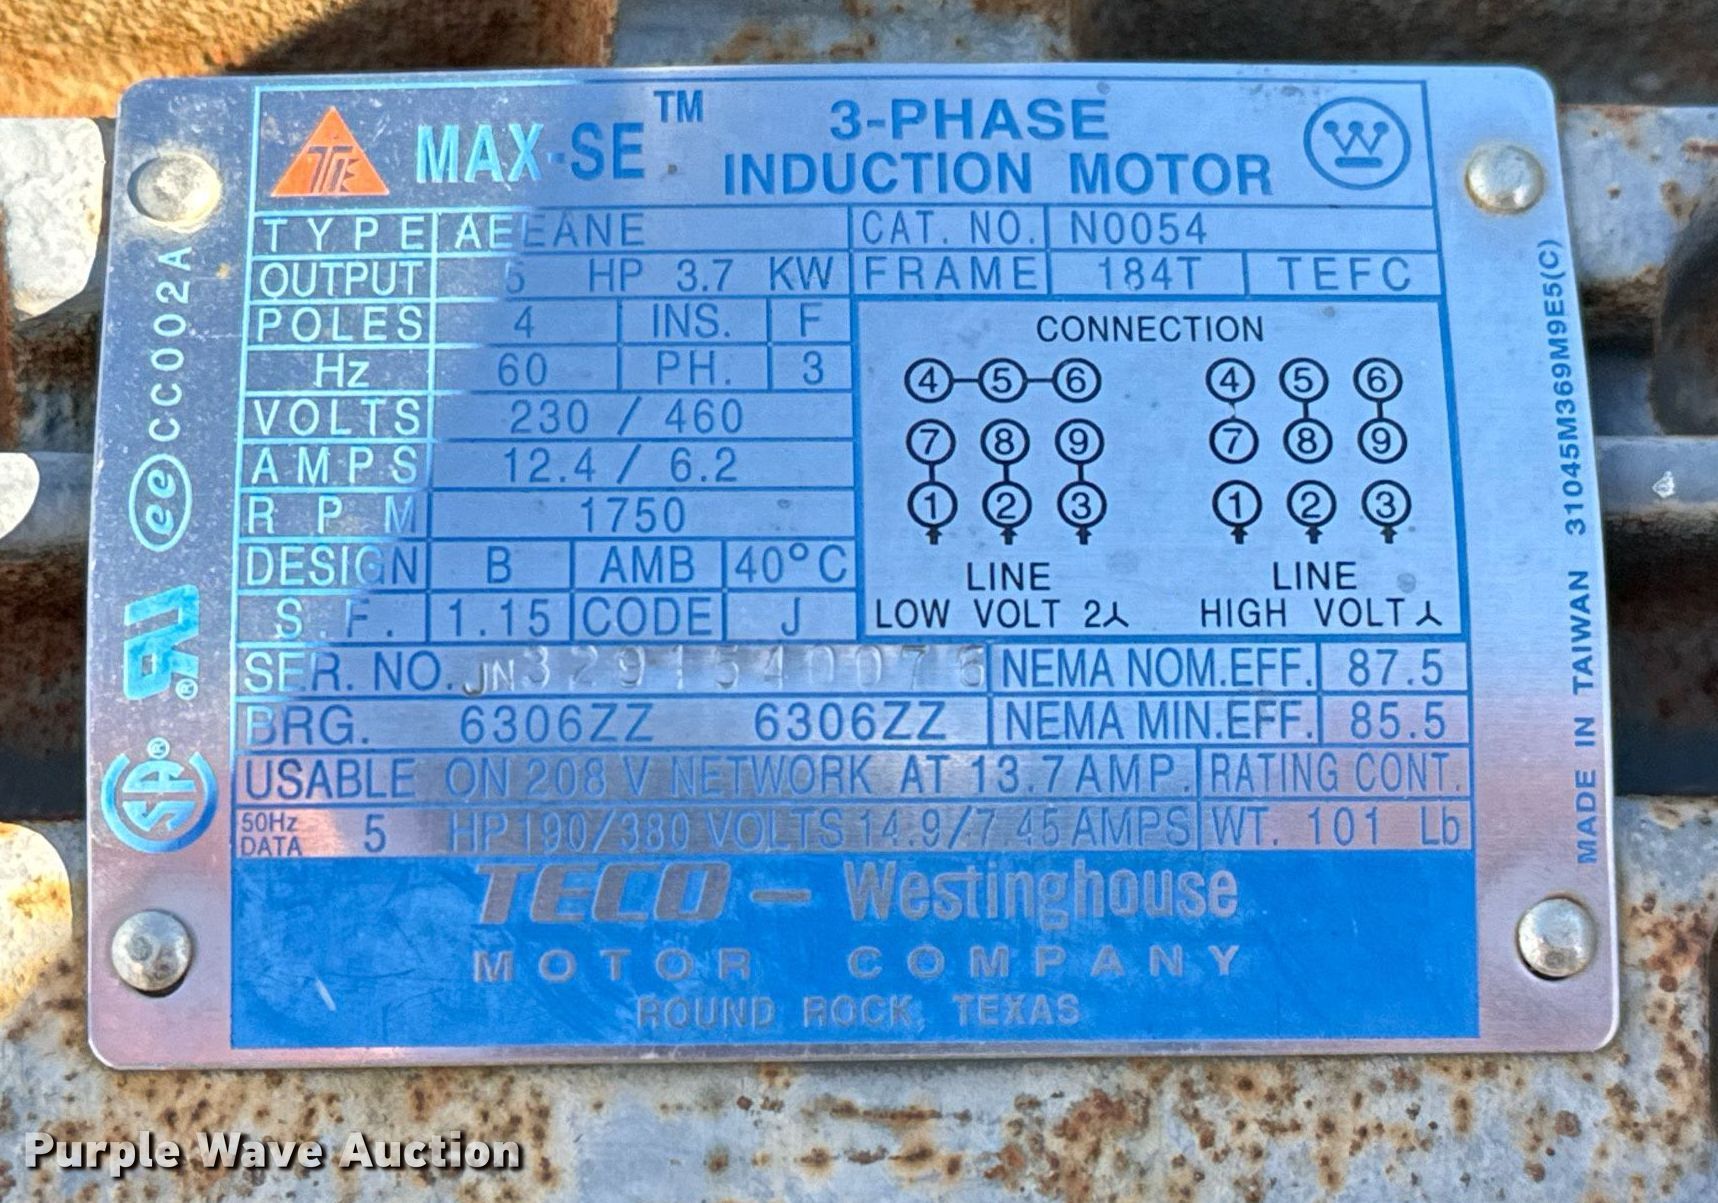 TE MAX-SE™ 3-PHASE INDUCTION MOTOR W
TYPE AEEANE CAT. NO. N0054
OUTPUT 5 HP 3.7 KW FRAME 184T TEFC
POLES 4 INS. F
Hz 60 PH. 3
VOLTS 230 / 460
AMPS 12.4 / 6.2
RPM 1750
DESIGN B AMB 40°C
S.F. 1.15 CODE J
CONNECTION
4 5 6 4 5 6
7 8 9 7 8 9
1 2 3 1 2 3
LINE LINE
LOW VOLT 2⅄ HIGH VOLT ⅄
SER. NO. JN3291540076 NEMA NOM.EFF. 87.5
BRG. 6306ZZ 6306ZZ NEMA MIN.EFF. 85.5
USABLE ON 208 V NETWORK AT 13.7 AMP. RATING CONT.
50Hz DATA 5 HP 190/380 VOLTS 14.9/7.45 AMPS WT. 101 Lb
TECO - Westinghouse
MOTOR COMPANY
ROUND ROCK, TEXAS
ee CC002A
RU®
SA®
MADE IN TAIWAN 31045M369M9E5(C)
Purple Wave Auction